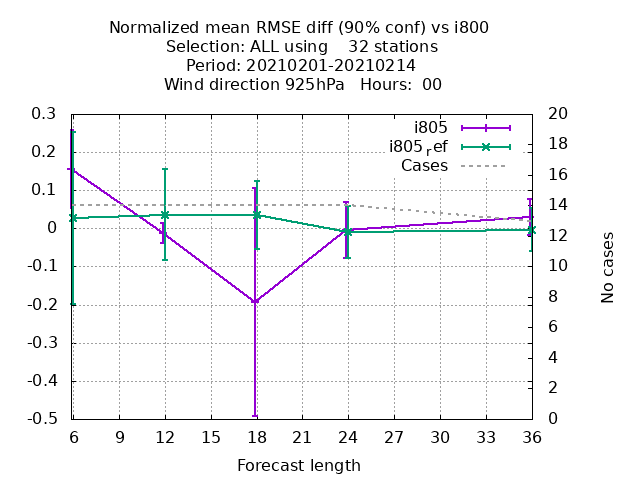 Normalized mean RMSE diff (90% conf) vs i800
Selection: ALL using    32 stations
Period: 20210201-20210214
Wind direction 925hPa   Hours:  00
i805
i805ref
Cases
0.3
0.2
0.1
0
-0.1
-0.2
-0.3
-0.4
-0.5
20
18
16
14
12
10
8
6
4
2
0
No cases
6 9 12 15 18 21 24 27 30 33 36
Forecast length